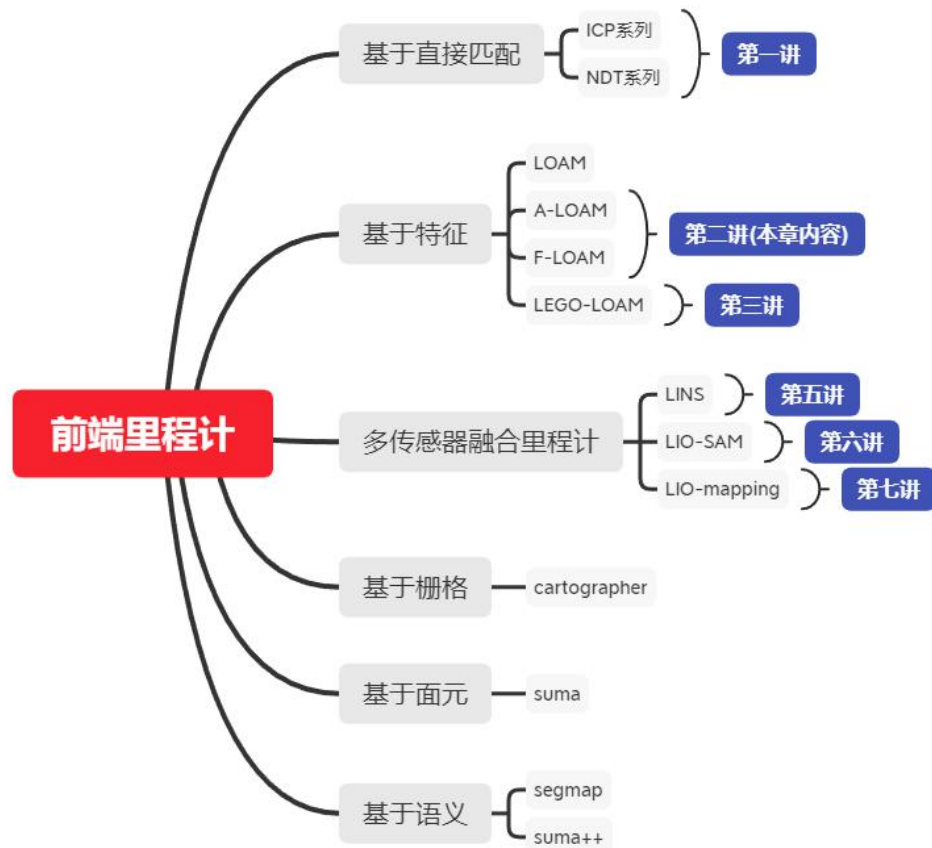 前端里程计
基于直接匹配
ICP系列
NDT系列
第一讲
基于特征
LOAM
A-LOAM
F-LOAM
第二讲(本章内容)
LEGO-LOAM
第三讲
多传感器融合里程计
LINS
第五讲
LIO-SAM
第六讲
LIO-mapping
第七讲
基于栅格
cartographer
基于面元
suma
基于语义
segmap
suma++